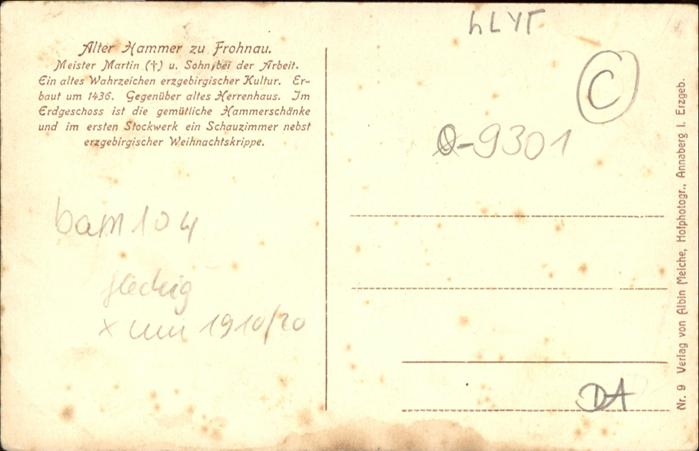 Alter Hammer zu Frohnau.
Meister Martin (†) u. Sohn, bei der Arbeit.
Ein altes Wahrzeichen erzgebirgischer Kultur. Er-
baut um 1436. Gegenüber altes Herrenhaus. Im
Erdgeschoss ist die gemütliche Hammerschänke
und im ersten Stockwerk ein Schauzimmer nebst
erzgebirgischer Weihnachtskrippe.
bam 104
fleckig
x um 1910/20
C
O-9301
DA
Nr. 9 Verlag von Albin Meiche, Hofphotogr., Annaberg i. Erzgeb.